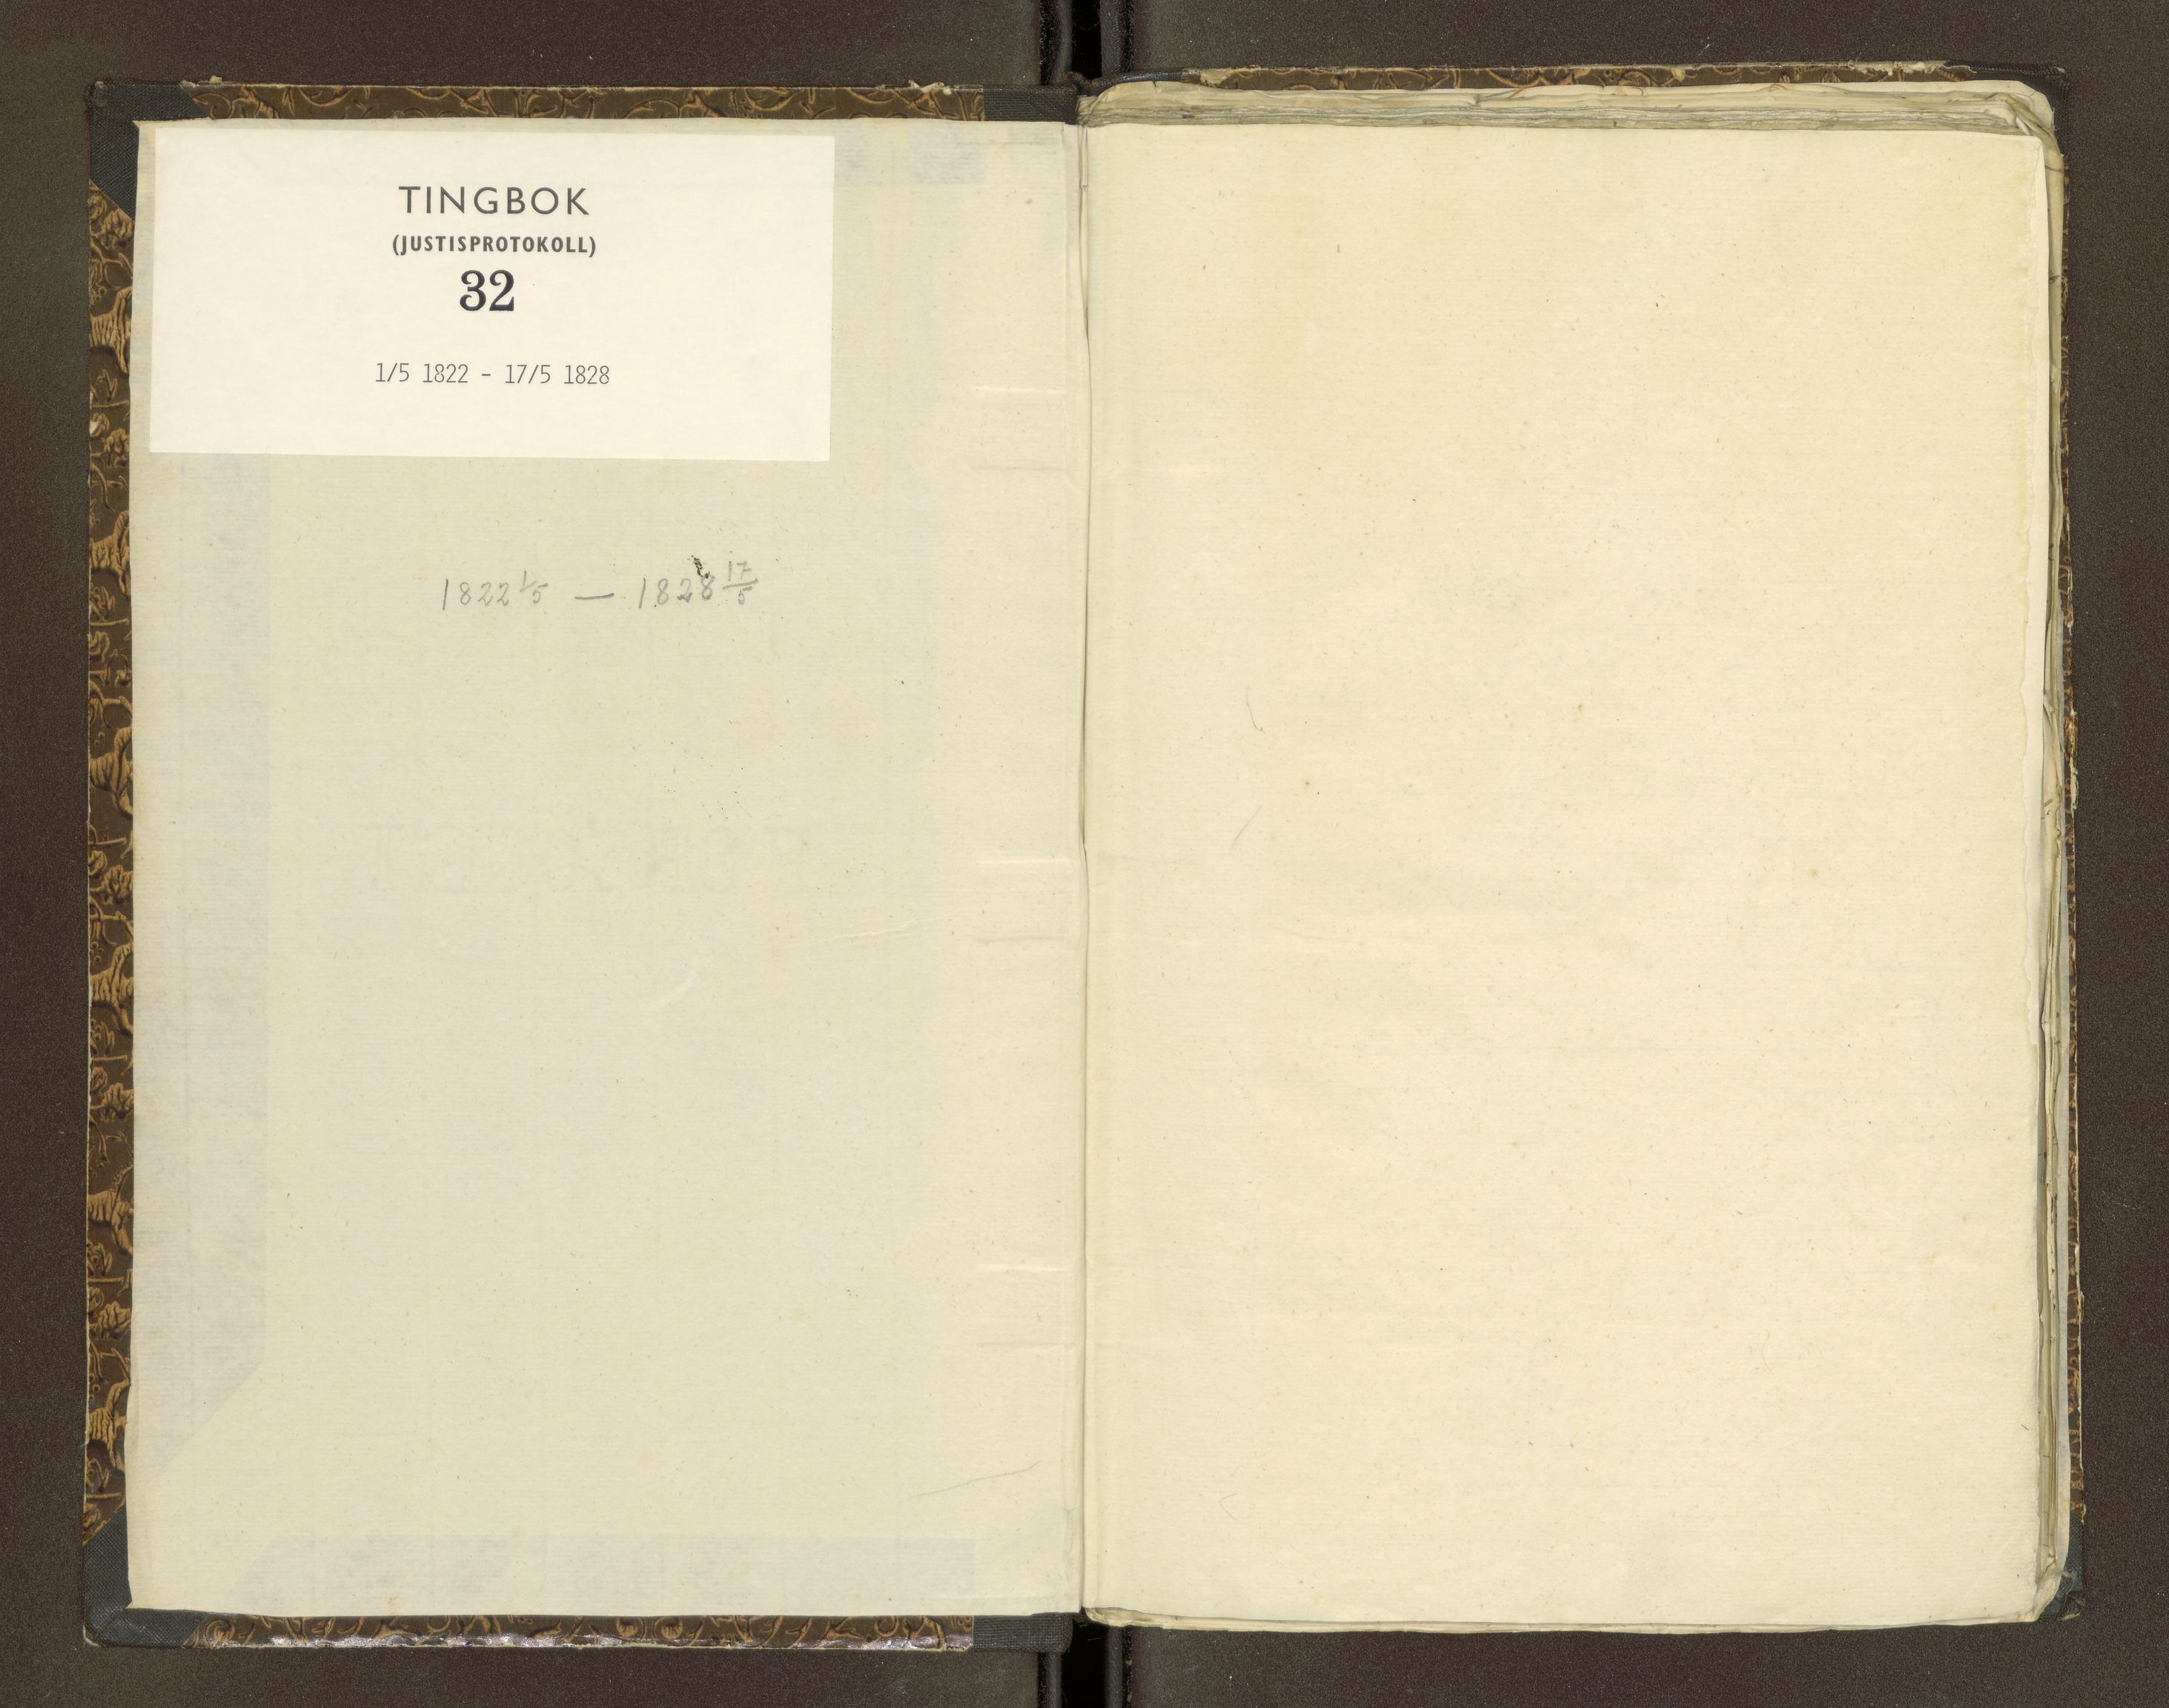 TINGBOK
(JUSTISPROTOKOLL)
32
1/5 1822 - 17/5 1828
1822 1/5 — 1828 17/5